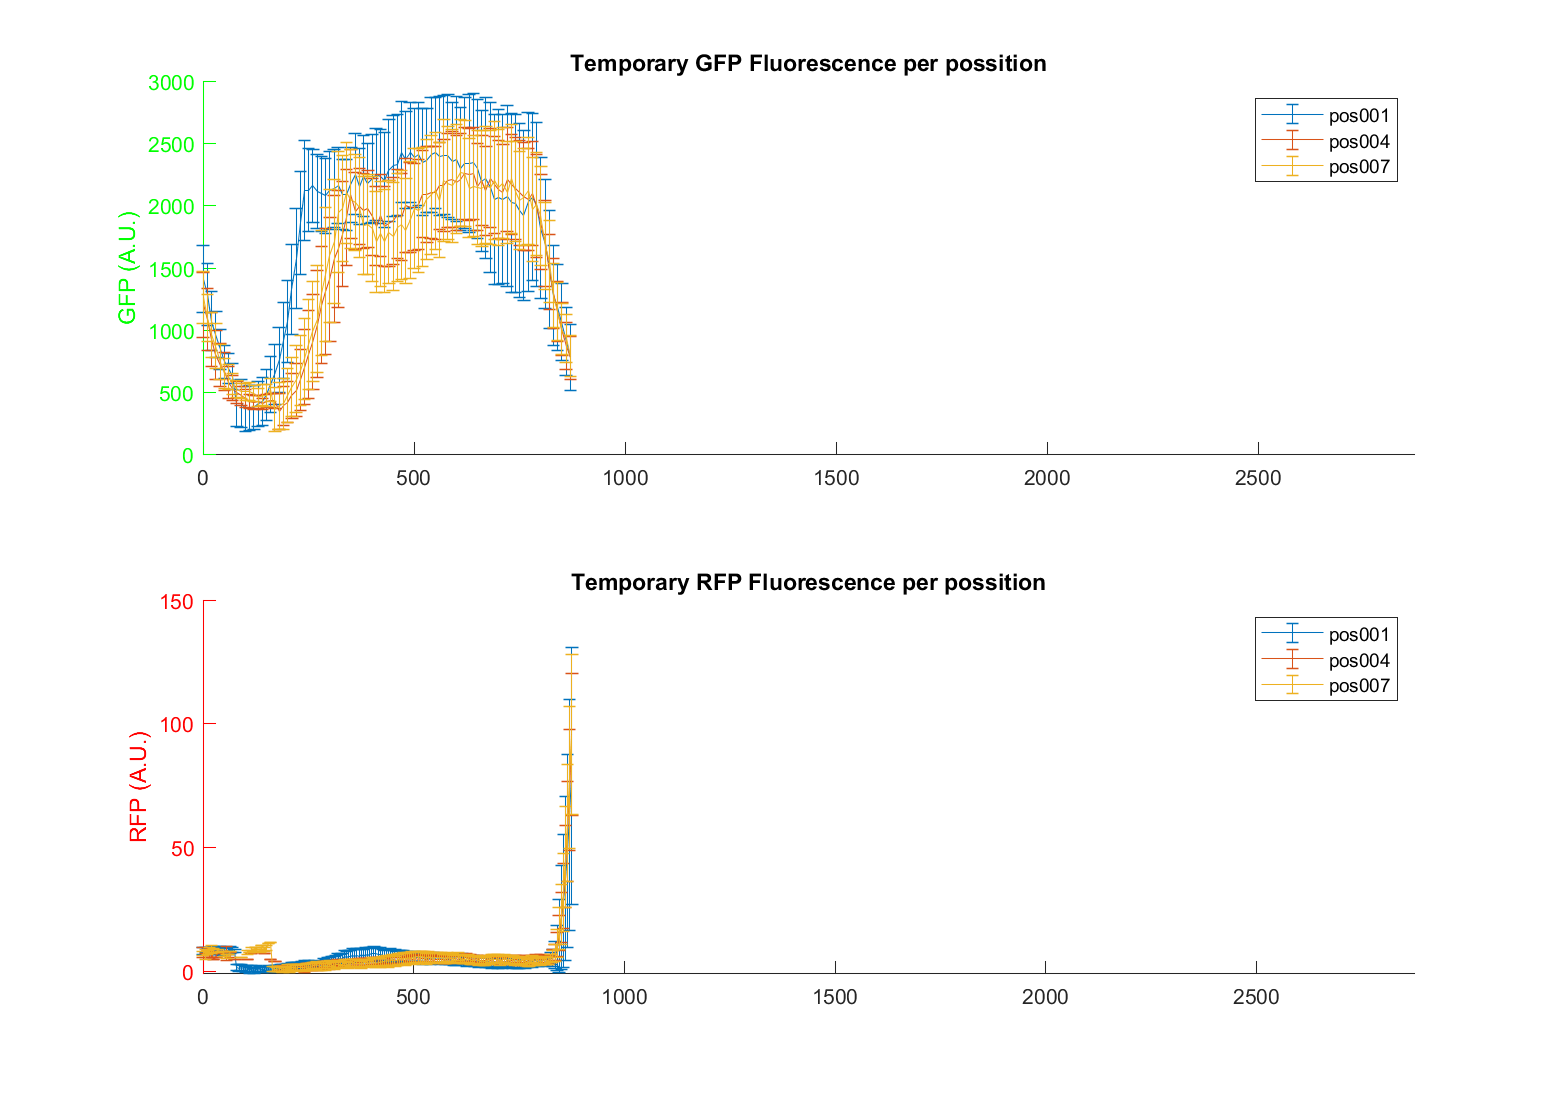 Temporary GFP Fluorescence per possition
3000
2500
2000
1500
1000
500
0
GFP (A.U.)
0 500 1000 1500 2000 2500
pos001
pos004
pos007
Temporary RFP Fluorescence per possition
150
100
50
0
RFP (A.U.)
0 500 1000 1500 2000 2500
pos001
pos004
pos007